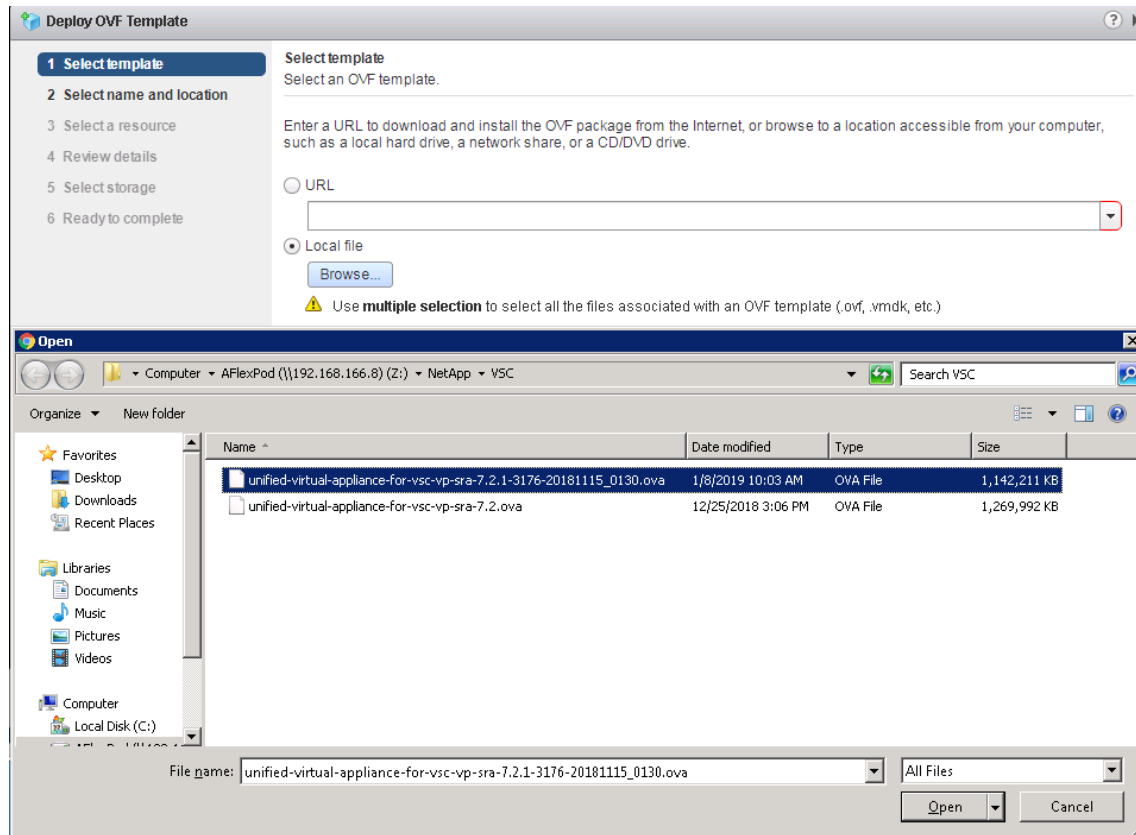 Deploy OVF Template
?
1 Select template
2 Select name and location
3 Select a resource
4 Review details
5 Select storage
6 Ready to complete
Select template
Select an OVF template.
Enter a URL to download and install the OVF package from the Internet, or browse to a location accessible from your computer,
such as a local hard drive, a network share, or a CD/DVD drive.
URL
Local file
Browse...
Use multiple selection to select all the files associated with an OVF template (.ovf, .vmdk, etc.)
Open
Computer AFlexPod (\\192.168.166.8) (Z:) NetApp VSC
Search VSC
Organize New folder
?
Favorites
Desktop
Downloads
Recent Places
Libraries
Documents
Music
Pictures
Videos
Computer
Local Disk (C:)
Name Date modified Type Size
unified-virtual-appliance-for-vsc-vp-sra-7.2.1-3176-20181115_0130.ova 1/8/2019 10:03 AM OVA File 1,142,211 KB
unified-virtual-appliance-for-vsc-vp-sra-7.2.ova 12/25/2018 3:06 PM OVA File 1,269,992 KB
File name: unified-virtual-appliance-for-vsc-vp-sra-7.2.1-3176-20181115_0130.ova
All Files
Open Cancel